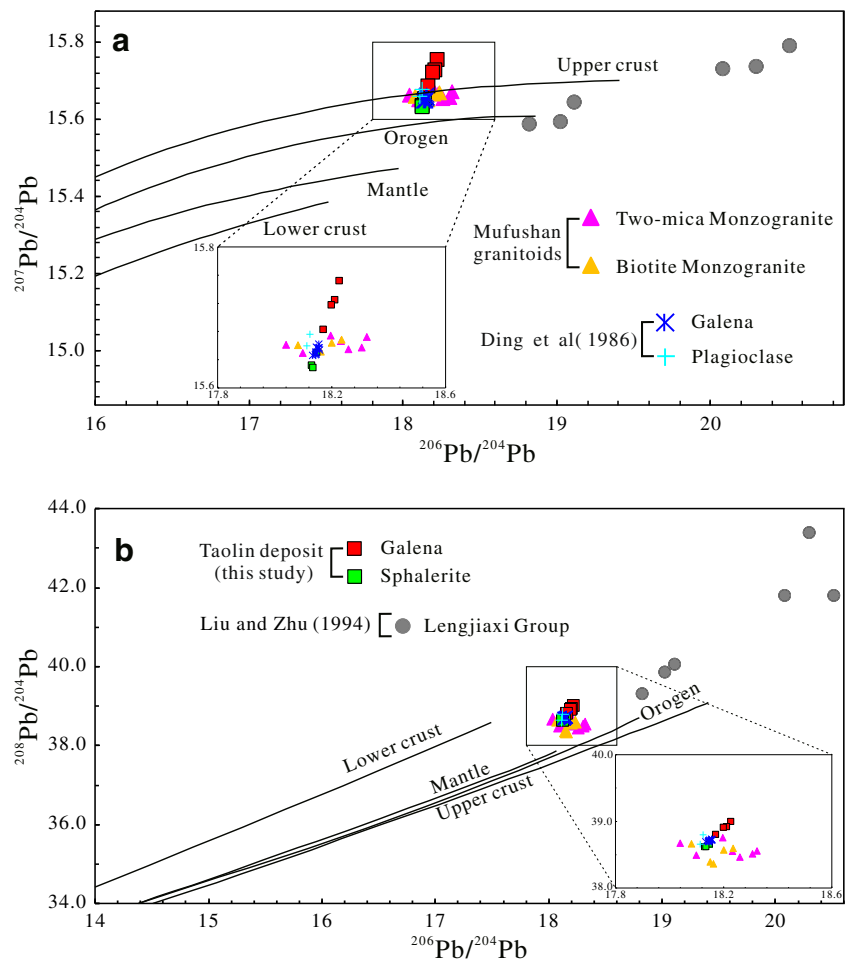 a
15.8
15.6
15.4
15.2
15.0
²⁰⁷Pb/²⁰⁴Pb
Upper crust
Orogen
Mantle
Lower crust
Mufushan granitoids
Two-mica Monzogranite
Biotite Monzogranite
Ding et al(1986)
Galena
Plagioclase
15.8
15.6
17.8
18.2
18.6
16
17
18
19
20
²⁰⁶Pb/²⁰⁴Pb
b
44.0
42.0
40.0
38.0
36.0
34.0
²⁰⁸Pb/²⁰⁴Pb
Taolin deposit
(this study)
Galena
Sphalerite
Liu and Zhu (1994)
Lengjiaxi Group
Lower crust
Mantle
Upper crust
Orogen
40.0
39.0
38.0
17.8
18.2
18.6
14
15
16
17
18
19
20
²⁰⁶Pb/²⁰⁴Pb